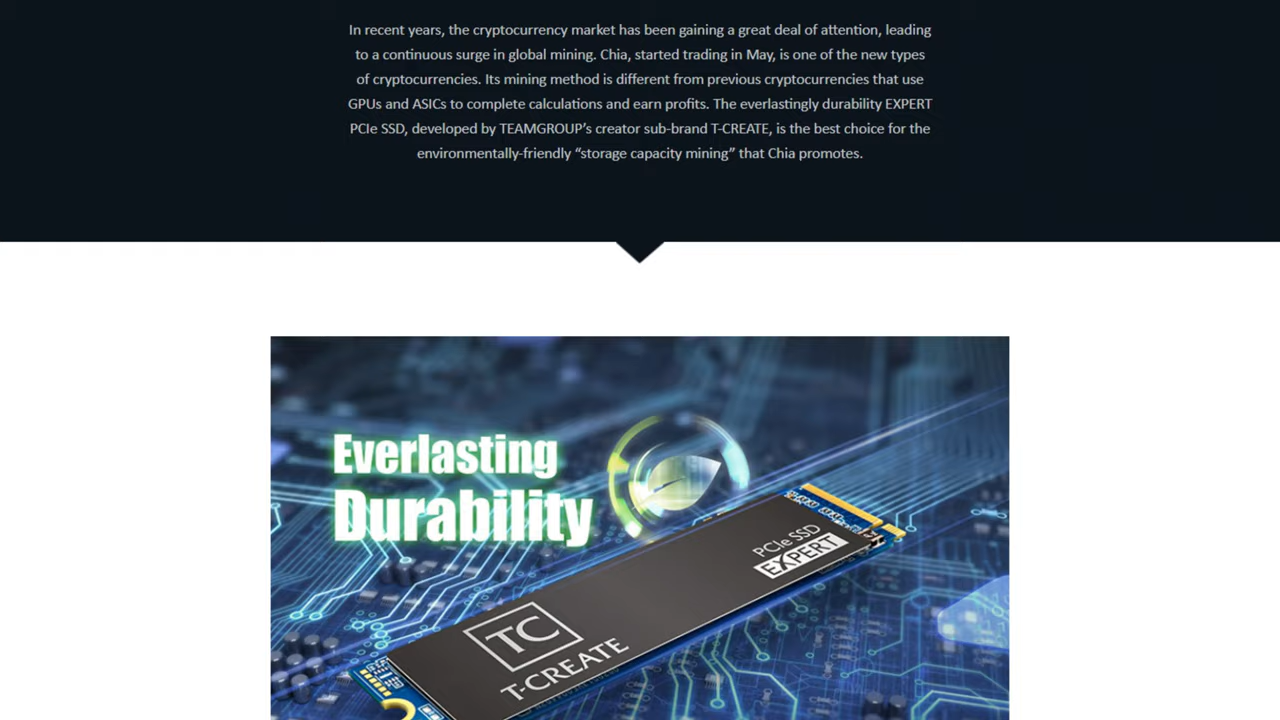 In recent years, the cryptocurrency market has been gaining a great deal of attention, leading
to a continuous surge in global mining. Chia, started trading in May, is one of the new types
of cryptocurrencies. Its mining method is different from previous cryptocurrencies that use
GPUs and ASICs to complete calculations and earn profits. The everlastingly durability EXPERT
PCIe SSD, developed by TEAMGROUP’s creator sub-brand T-CREATE, is the best choice for the
environmentally-friendly “storage capacity mining” that Chia promotes.
Everlasting
Durability
PCIe SSD
EXPERT
TC
T-CREATE